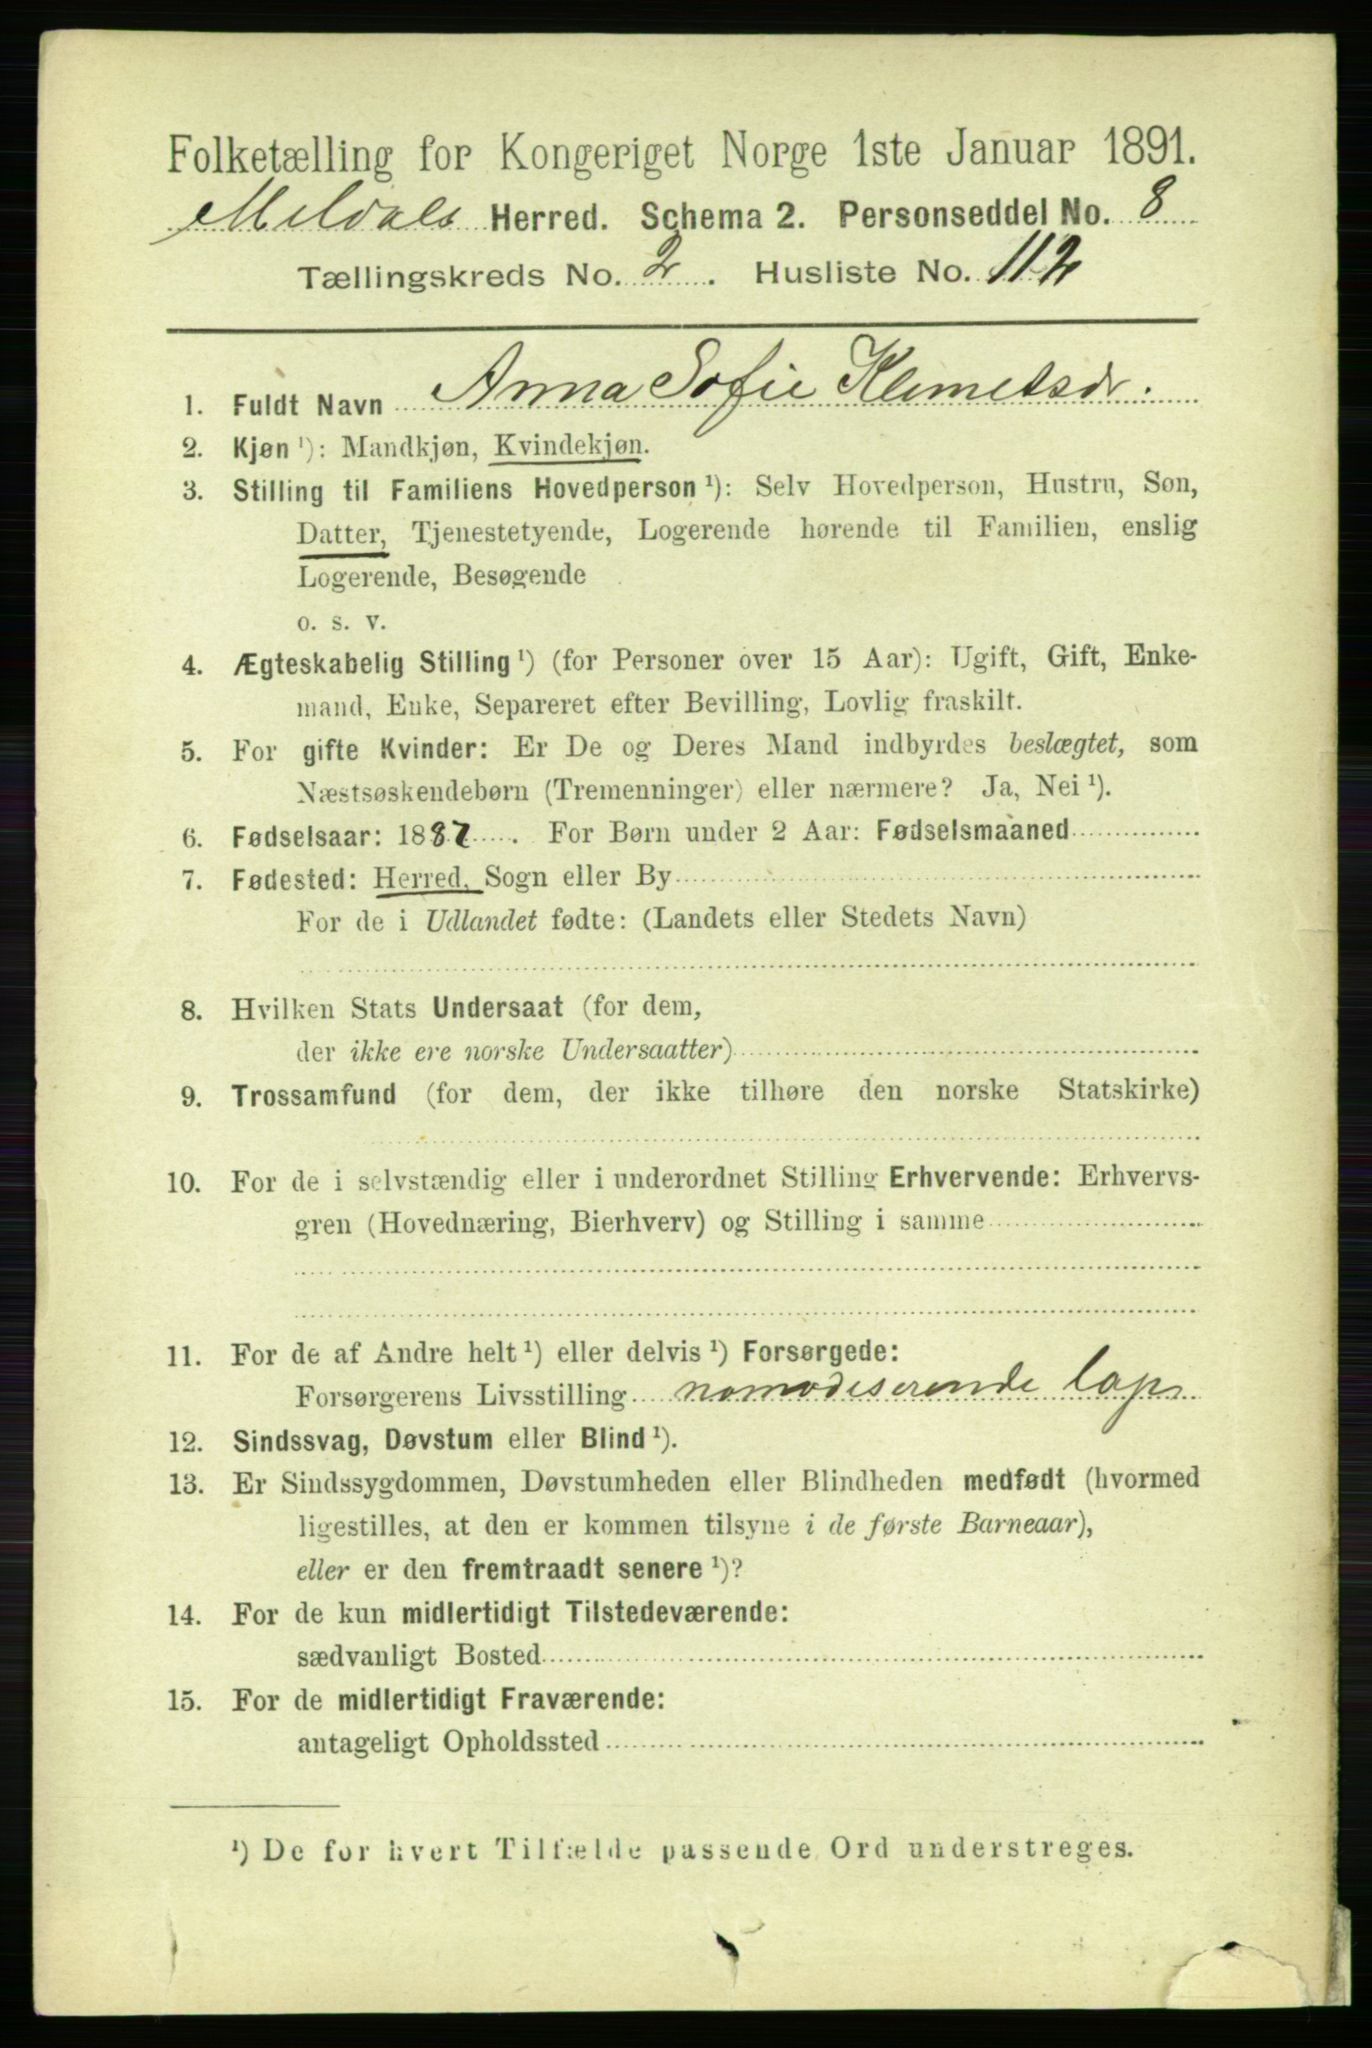 Folketælling for Kongeriget Norge 1ste Januar 1891.
Meldals Herred. Schema 2. Personseddel No. 8
Tællingskreds No. 2. Husliste No. 112
1. Fuldt Navn Anna Sofie Klemetsdr.
2. Kjøn ¹): Mandkjøn, Kvindekjøn.
3. Stilling til Familiens Hovedperson ¹): Selv Hovedperson, Hustru, Søn,
Datter, Tjenestetyende, Logerende hørende til Familien, enslig
Logerende, Besøgende
o. s. v.
4. Ægteskabelig Stilling ¹) (for Personer over 15 Aar): Ugift, Gift, Enke-
mand, Enke, Separeret efter Bevilling, Lovlig fraskilt.
5. For gifte Kvinder: Er De og Deres Mand indbyrdes beslægtet, som
Næstsøskendebørn (Tremenninger) eller nærmere? Ja, Nei ¹).
6. Fødselsaar: 1887. For Børn under 2 Aar: Fødselsmaaned
7. Fødested: Herred, Sogn eller By
For de i Udlandet fødte: (Landets eller Stedets Navn)
8. Hvilken Stats Undersaat (for dem,
der ikke ere norske Undersaatter)
9. Trossamfund (for dem, der ikke tilhøre den norske Statskirke)
10. For de i selvstændig eller i underordnet Stilling Erhvervende: Erhvervs-
gren (Hovednæring, Bierhverv) og Stilling i samme
11. For de af Andre helt ¹) eller delvis ¹) Forsørgede:
Forsørgerens Livsstilling nomadiserende lap
12. Sindssvag, Døvstum eller Blind ¹).
13. Er Sindssygdommen, Døvstumheden eller Blindheden medfødt (hvormed
ligestilles, at den er kommen tilsyne i de første Barneaar),
eller er den fremtraadt senere ¹)?
14. For de kun midlertidigt Tilstedeværende:
sædvanligt Bosted
15. For de midlertidigt Fraværende:
antageligt Opholdssted
¹) De for hvert Tilfælde passende Ord understreges.